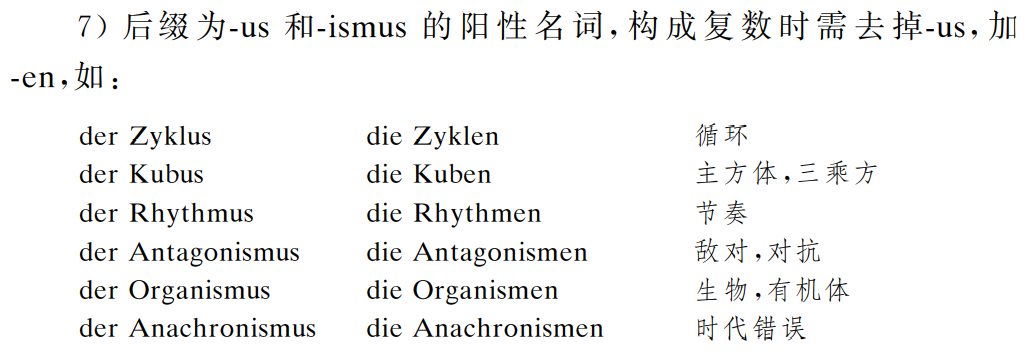 7) 后缀为-us 和-ismus 的阳性名词,构成复数时需去掉-us,加
-en,如:
der Zyklus die Zyklen 循环
der Kubus die Kuben 主方体,三乘方
der Rhythmus die Rhythmen 节奏
der Antagonismus die Antagonismen 敌对,对抗
der Organismus die Organismen 生物,有机体
der Anachronismus die Anachronismen 时代错误